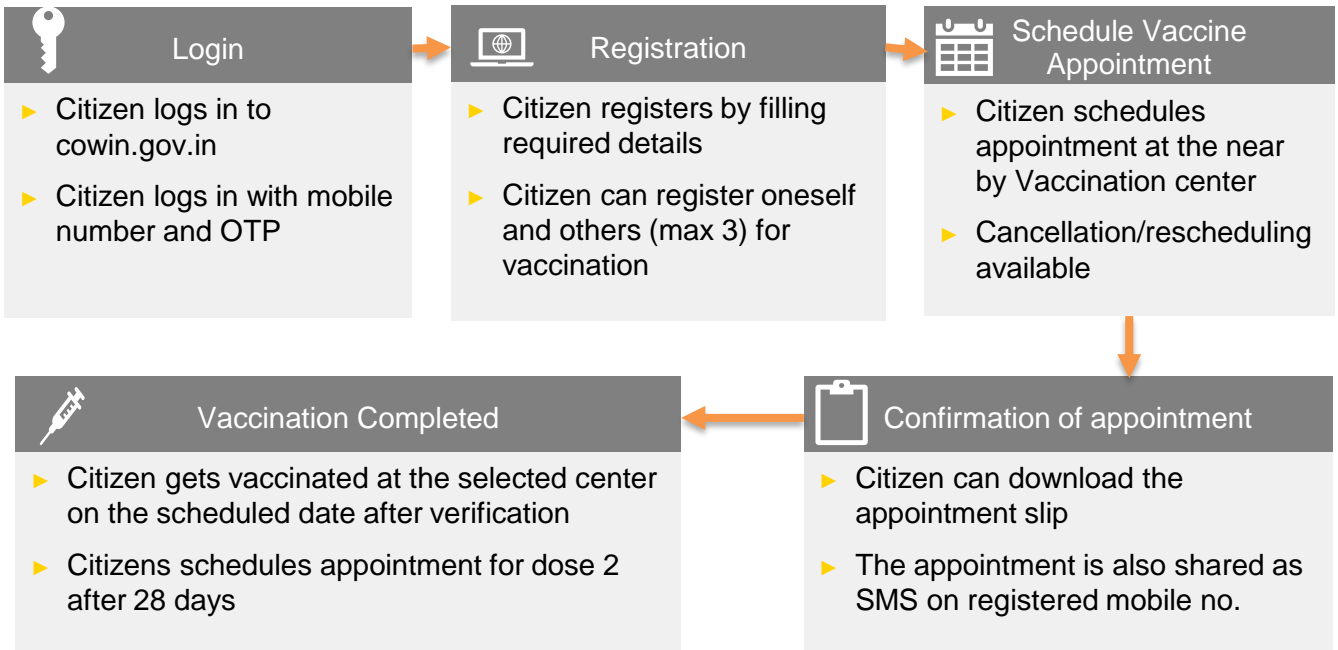 Login
► Citizen logs in to
cowin.gov.in
► Citizen logs in with mobile
number and OTP
Registration
► Citizen registers by filling
required details
► Citizen can register oneself
and others (max 3) for
vaccination
Schedule Vaccine
Appointment
► Citizen schedules
appointment at the near
by Vaccination center
► Cancellation/rescheduling
available
Confirmation of appointment
► Citizen can download the
appointment slip
► The appointment is also shared as
SMS on registered mobile no.
Vaccination Completed
► Citizen gets vaccinated at the selected center
on the scheduled date after verification
► Citizens schedules appointment for dose 2
after 28 days